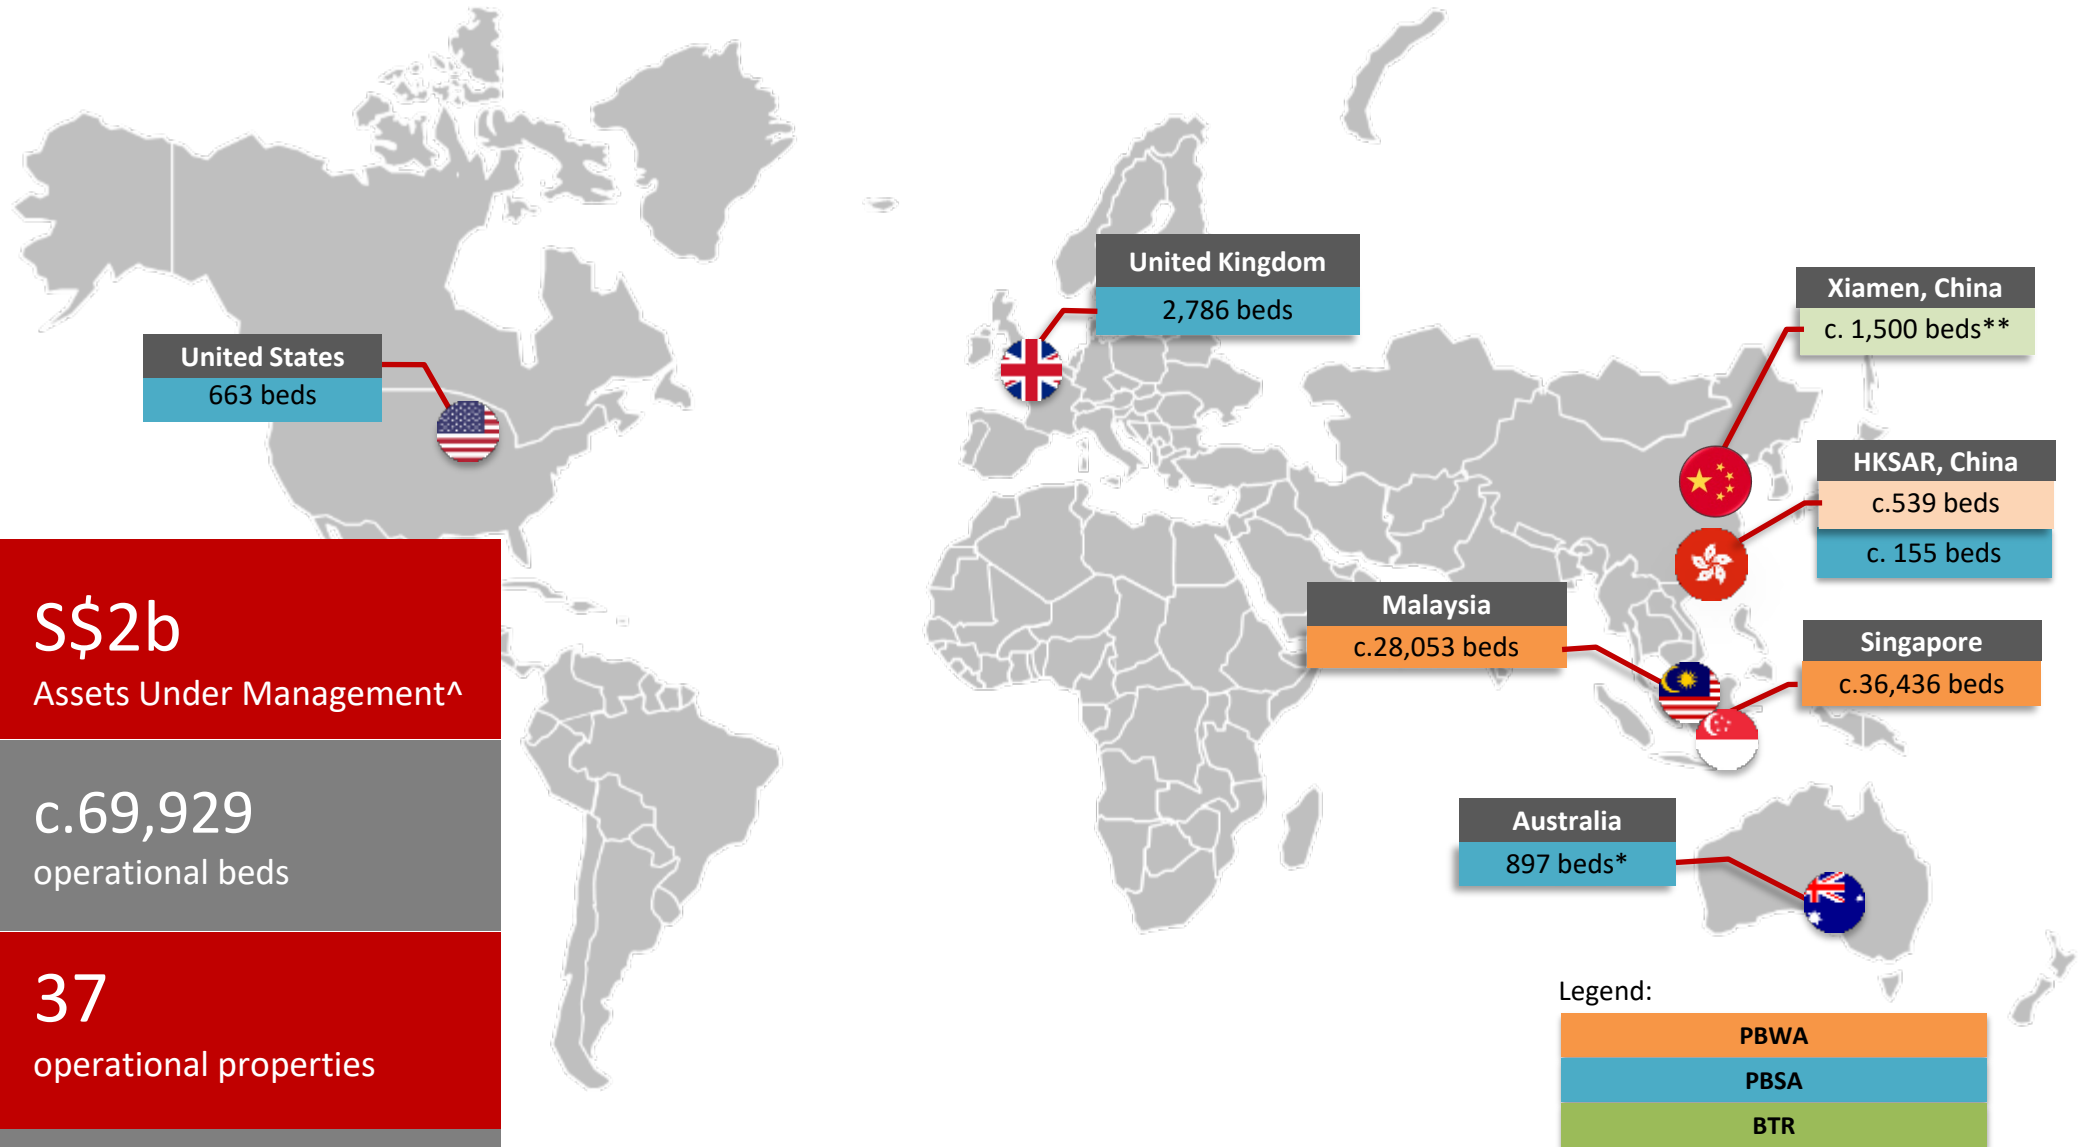 United Kingdom
2,786 beds
Xiamen, China
c. 1,500 beds**
United States
663 beds
HKSAR, China
c.539 beds
c. 155 beds
Malaysia
c.28,053 beds
Singapore
c.36,436 beds
Australia
897 beds*
S$2b
Assets Under Management^
c.69,929
operational beds
37
operational properties
Legend:
PBWA
PBSA
BTR